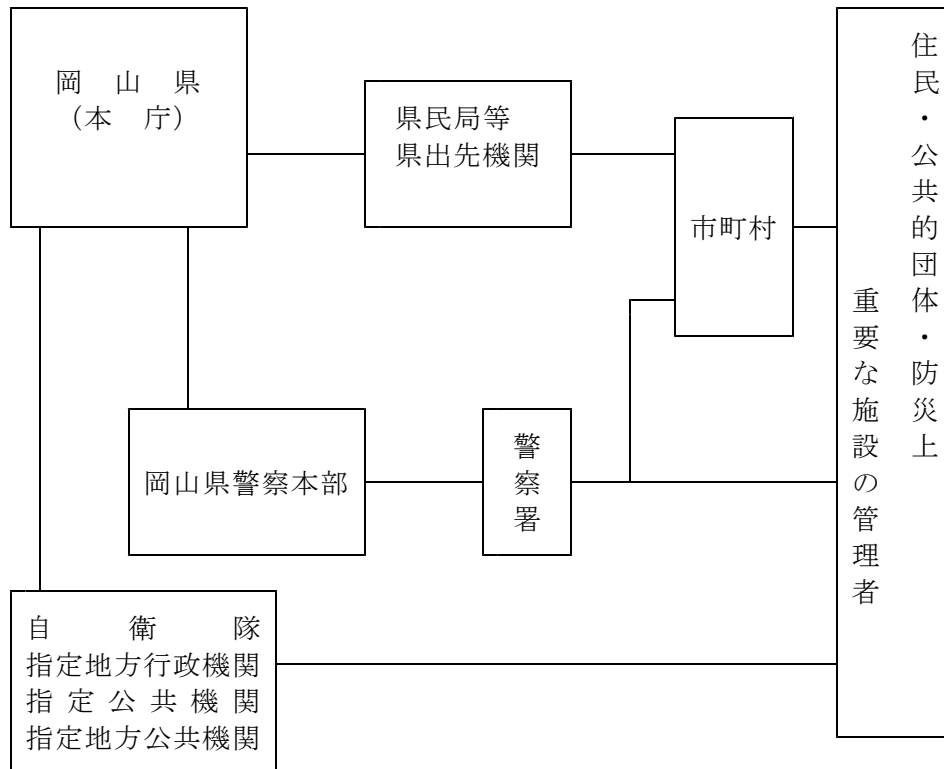 岡山県
(本庁)
県民局等
県出先機関
市町村
住民・公共的団体・防災上
重要な施設の管理者
岡山県警察本部
警察署
自衛隊
指定地方行政機関
指定公共機関
指定地方公共機関